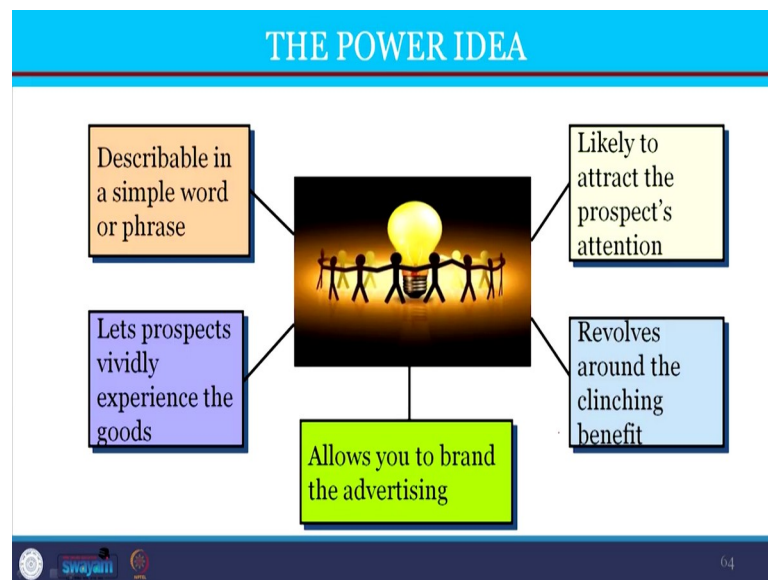 THE POWER IDEA
Describable in
a simple word
or phrase
Likely to
attract the
prospect's
attention
Lets prospects
vividly
experience the
goods
Revolves
around the
clinching
benefit
Allows you to brand
the advertising
swayam
64